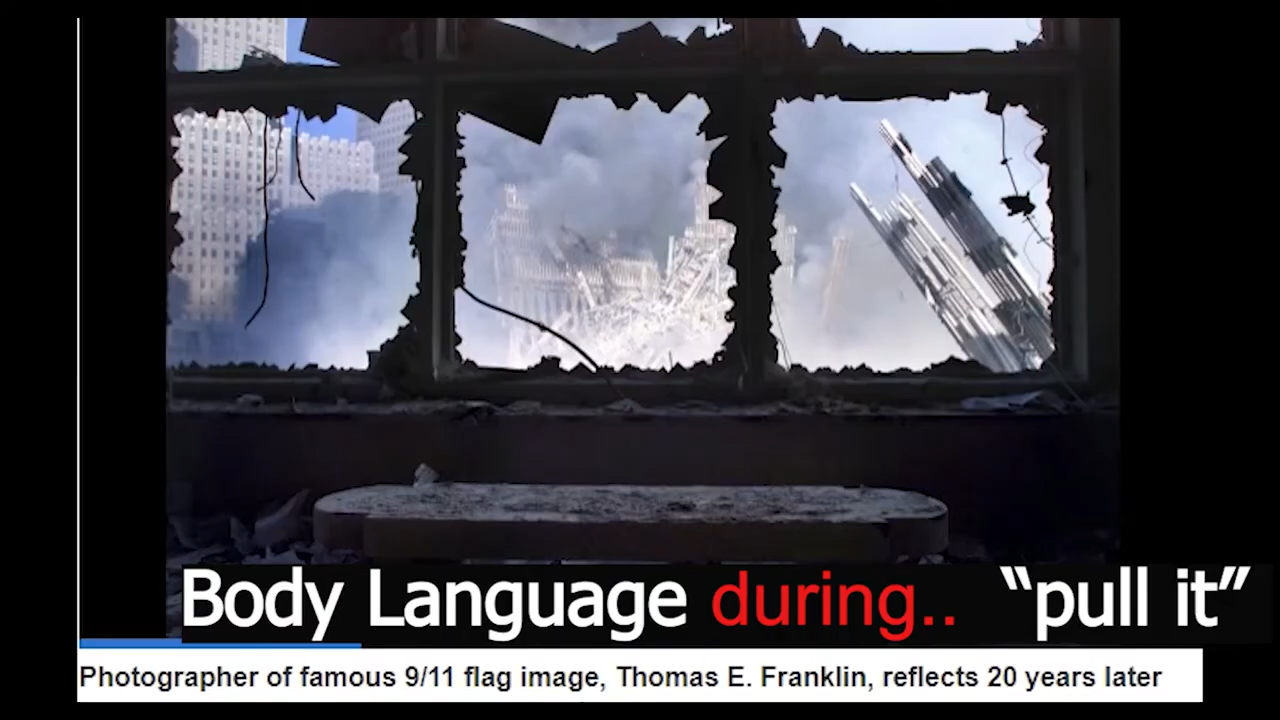 Body Language during.. “pull it”
Photographer of famous 9/11 flag image, Thomas E. Franklin, reflects 20 years later